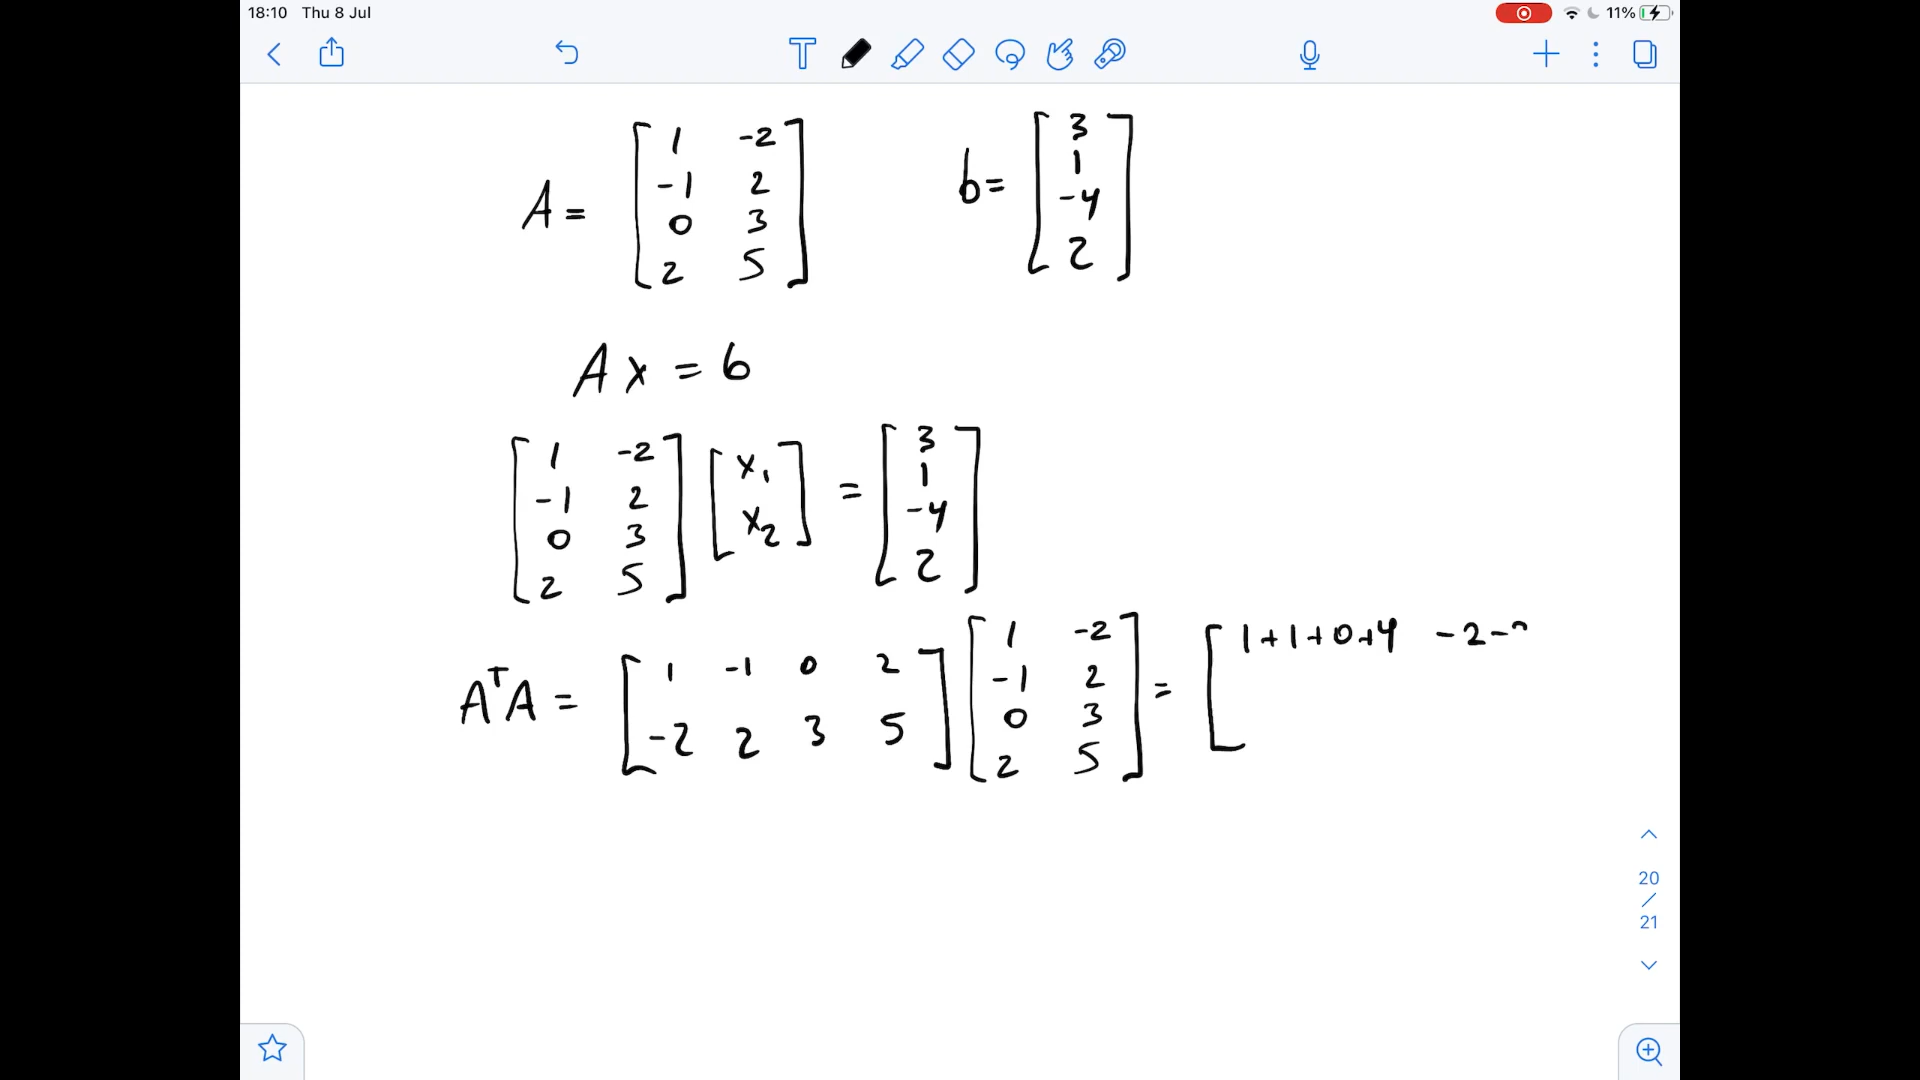 18:10 Thu 8 Jul 11%
A = [ 1 -2 b = [ 3
-1 2 1
0 3 -4
2 5 ] 2 ]
A x = b
[ 1 -2 [ x₁ = [ 3
-1 2 x₂ ] 1
0 3 -4
2 5 ] 2 ]
AᵀA = [ 1 -1 0 2 [ 1 -2 = [ 1+1+0+4 -2-
-2 2 3 5 ] -1 2
0 3
2 5 ]
20
/
21